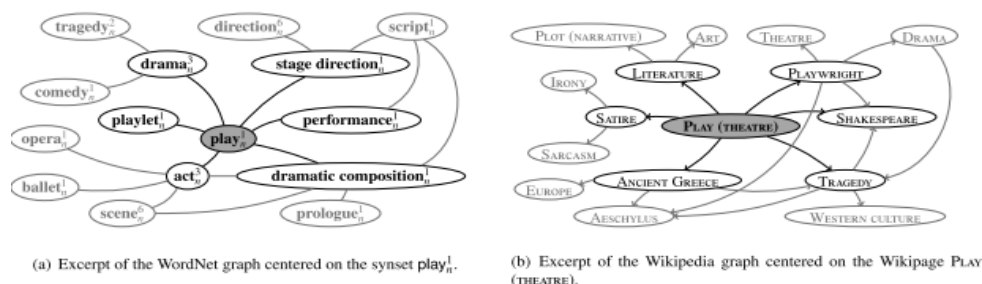 tragedy²ₙ
direction⁶ₙ
script¹ₙ
drama³ₙ
stage direction¹ₙ
comedy¹ₙ
playlet¹ₙ
performance¹ₙ
play¹ₙ
opera¹ₙ
act³ₙ
dramatic composition¹ₙ
ballet¹ₙ
scene⁶ₙ
prologue¹ₙ
(a) Excerpt of the WordNet graph centered on the synset play¹ₙ.
PLOT (NARRATIVE)
ART
THEATRE
DRAMA
LITERATURE
PLAYWRIGHT
IRONY
SATIRE
PLAY (THEATRE)
SHAKESPEARE
SARCASM
EUROPE
ANCIENT GREECE
TRAGEDY
AESCHYLUS
WESTERN CULTURE
(b) Excerpt of the Wikipedia graph centered on the Wikipage PLAY
(THEATRE).